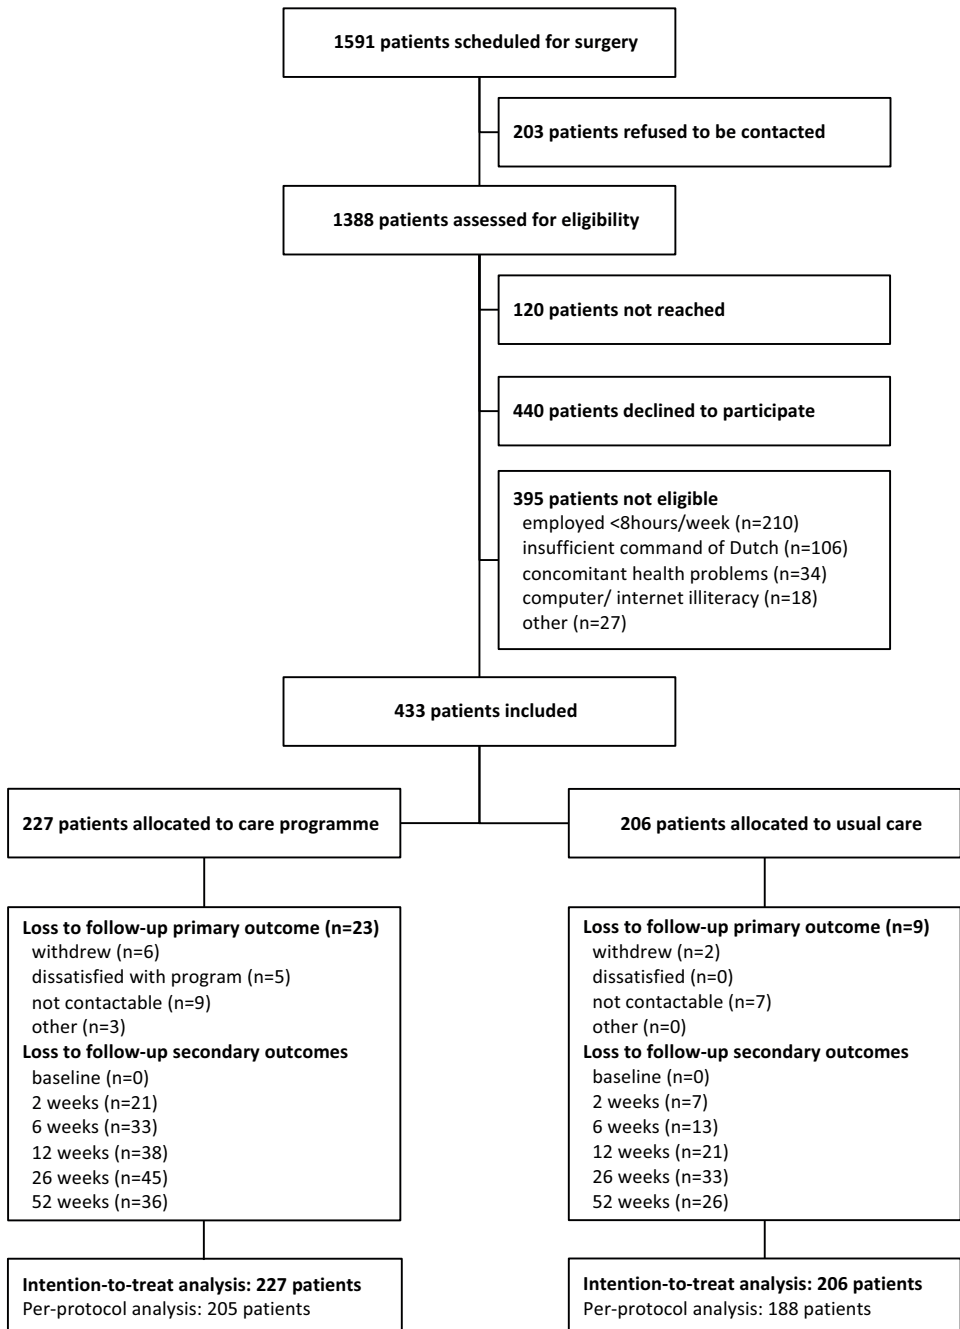 1591 patients scheduled for surgery
203 patients refused to be contacted
1388 patients assessed for eligibility
120 patients not reached
440 patients declined to participate
395 patients not eligible
employed <8hours/week (n=210)
insufficient command of Dutch (n=106)
concomitant health problems (n=34)
computer/ internet illiteracy (n=18)
other (n=27)
433 patients included
227 patients allocated to care programme
206 patients allocated to usual care
Loss to follow-up primary outcome (n=23)
withdrew (n=6)
dissatisfied with program (n=5)
not contactable (n=9)
other (n=3)
Loss to follow-up secondary outcomes
baseline (n=0)
2 weeks (n=21)
6 weeks (n=33)
12 weeks (n=38)
26 weeks (n=45)
52 weeks (n=36)
Loss to follow-up primary outcome (n=9)
withdrew (n=2)
dissatisfied (n=0)
not contactable (n=7)
other (n=0)
Loss to follow-up secondary outcomes
baseline (n=0)
2 weeks (n=7)
6 weeks (n=13)
12 weeks (n=21)
26 weeks (n=33)
52 weeks (n=26)
Intention-to-treat analysis: 227 patients
Per-protocol analysis: 205 patients
Intention-to-treat analysis: 206 patients
Per-protocol analysis: 188 patients